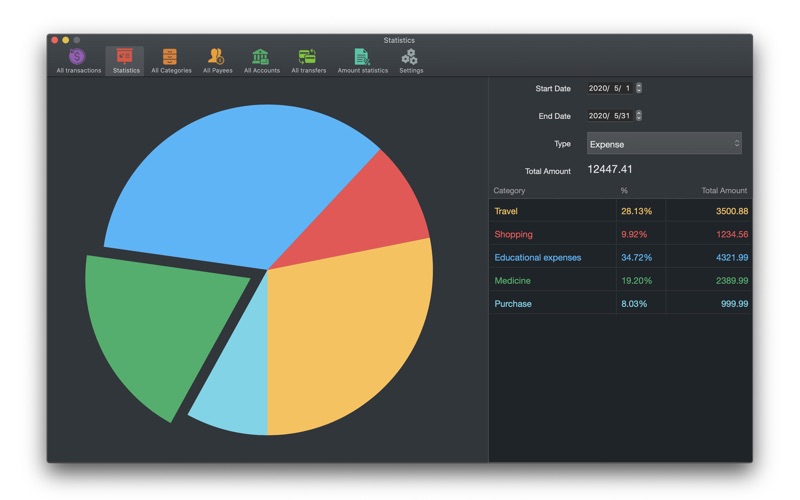 Statistics
All transactions Statistics All Categories All Payees All Accounts All transfers Amount statistics Settings
Start Date 2020/ 5/ 1
End Date 2020/ 5/31
Type Expense
Total Amount 12447.41
Category % Total Amount
Travel 28.13% 3500.88
Shopping 9.92% 1234.56
Educational expenses 34.72% 4321.99
Medicine 19.20% 2389.99
Purchase 8.03% 999.99